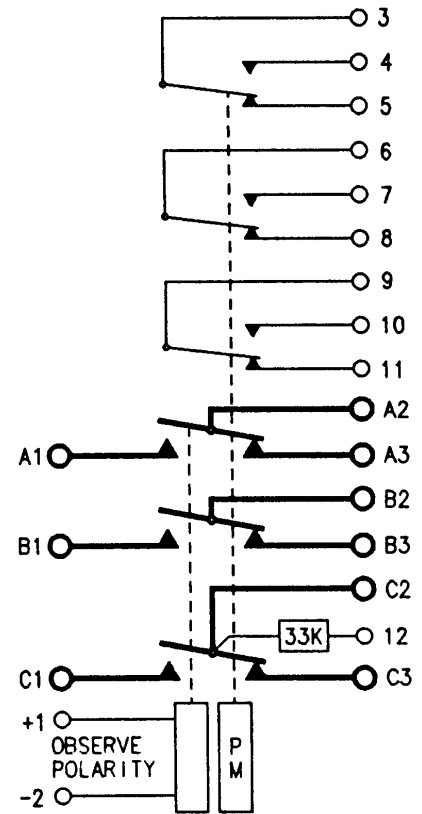 3
4
5
6
7
8
9
10
11
A2
A1 A3
B2
B1 B3
C2
33K 12
C1 C3
+1
OBSERVE
POLARITY
-2
P
M